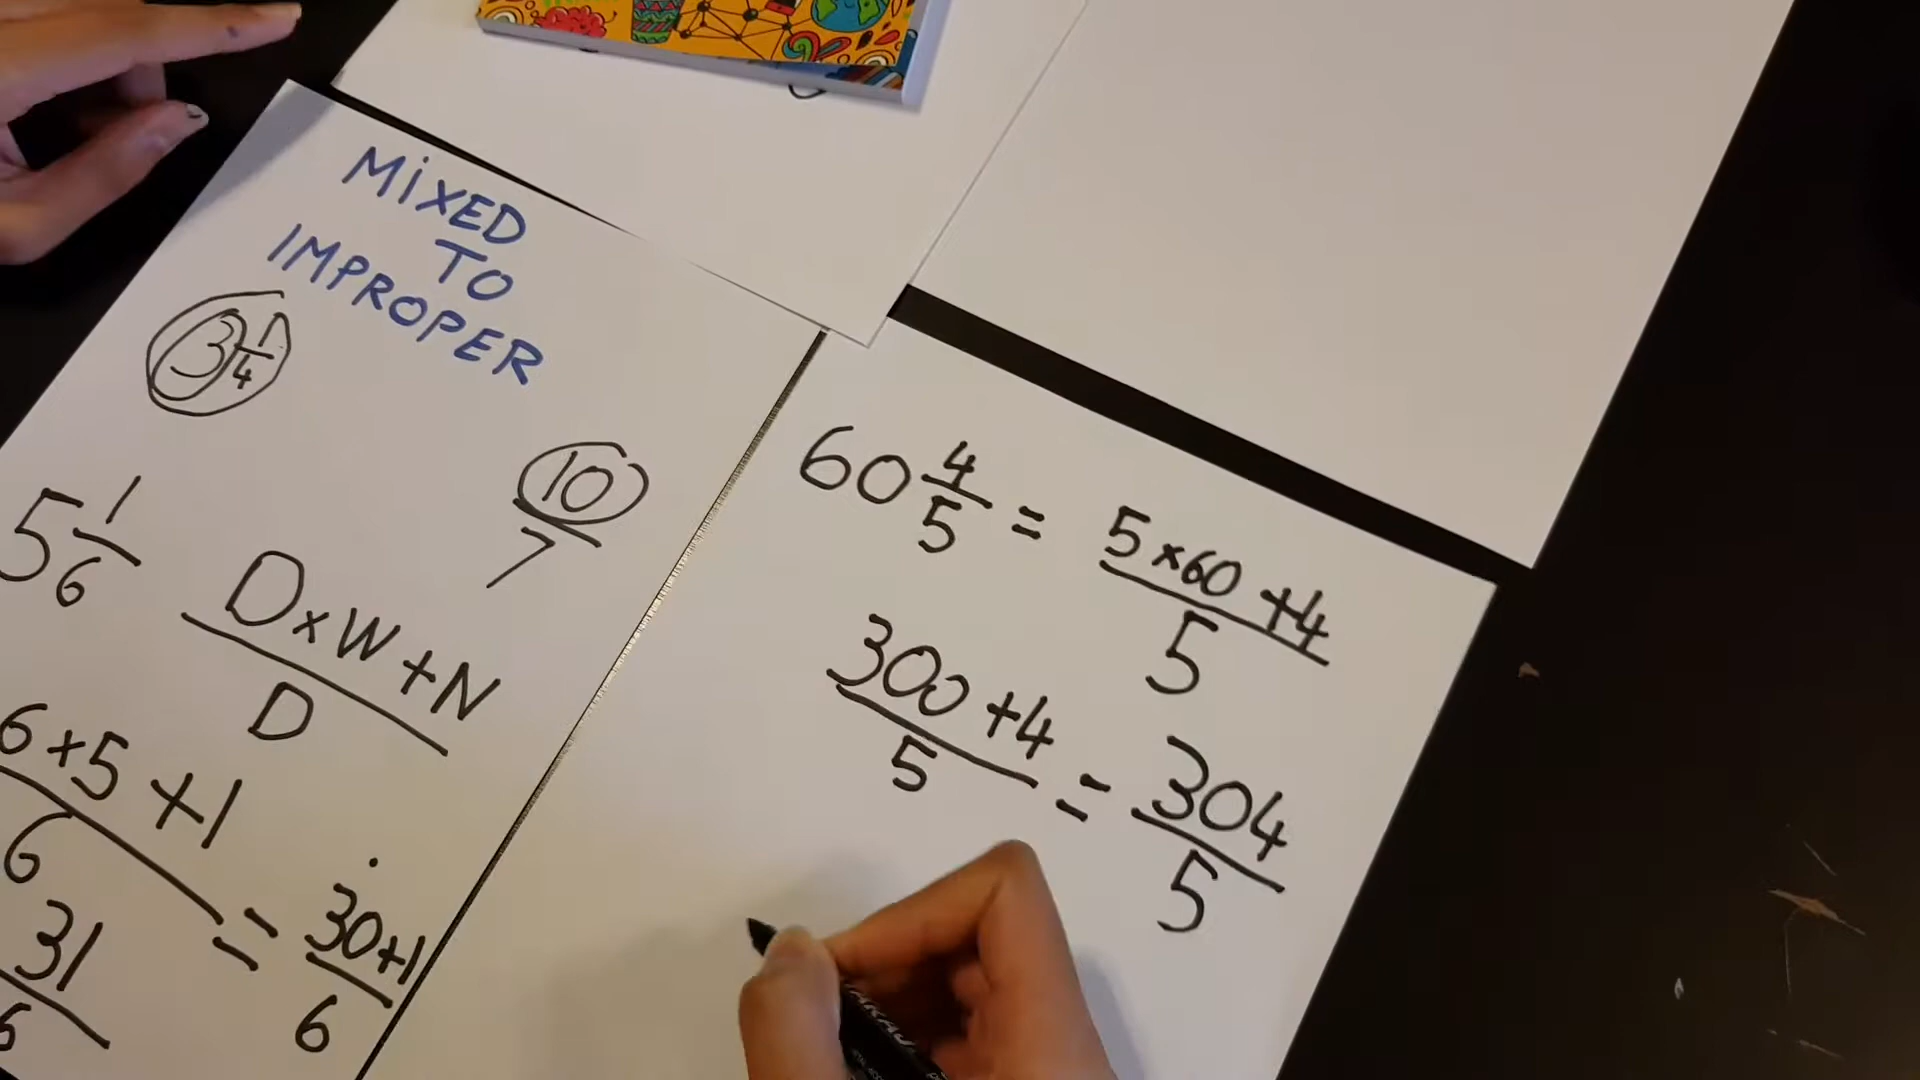 MiXED
TO
IMPROPER
3 1/4
10/7
5 1/6
D×W+N
D
6×5+1
6
= 30+1
6
31
6
60 4/5 = 5×60+4
5
300+4
5
= 304
5